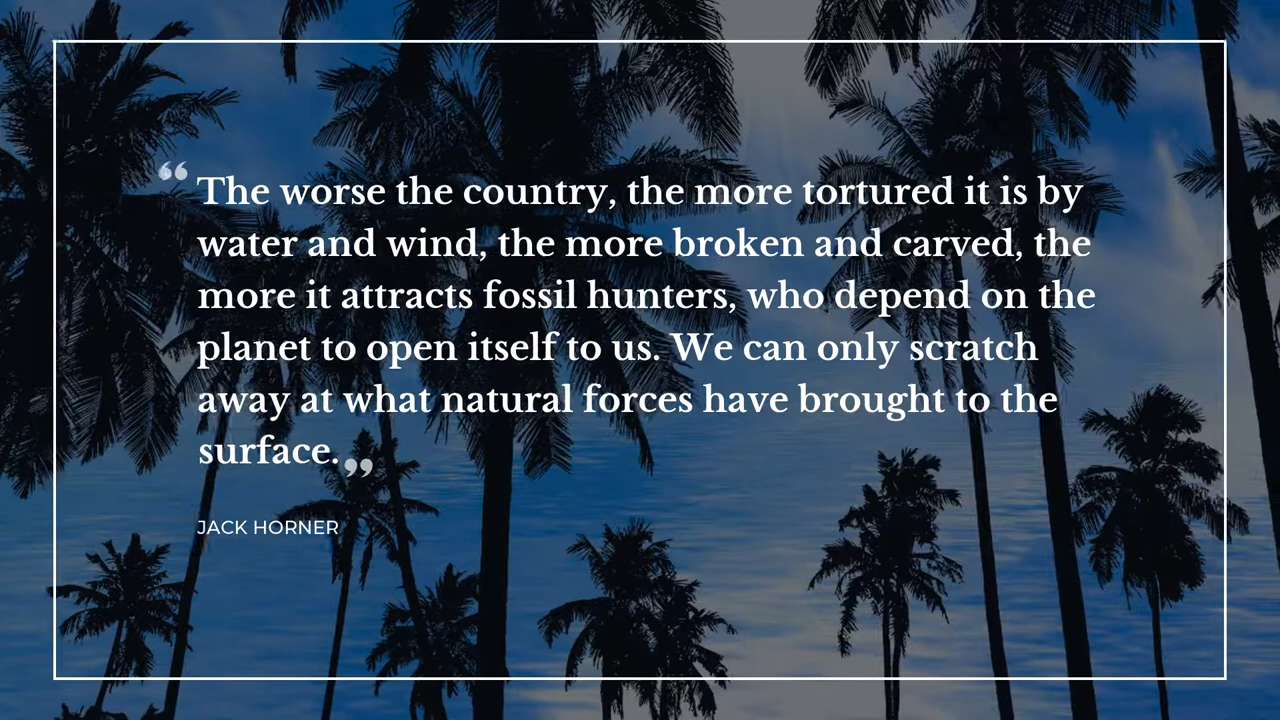 “The worse the country, the more tortured it is by
water and wind, the more broken and carved, the
more it attracts fossil hunters, who depend on the
planet to open itself to us. We can only scratch
away at what natural forces have brought to the
surface.”
JACK HORNER